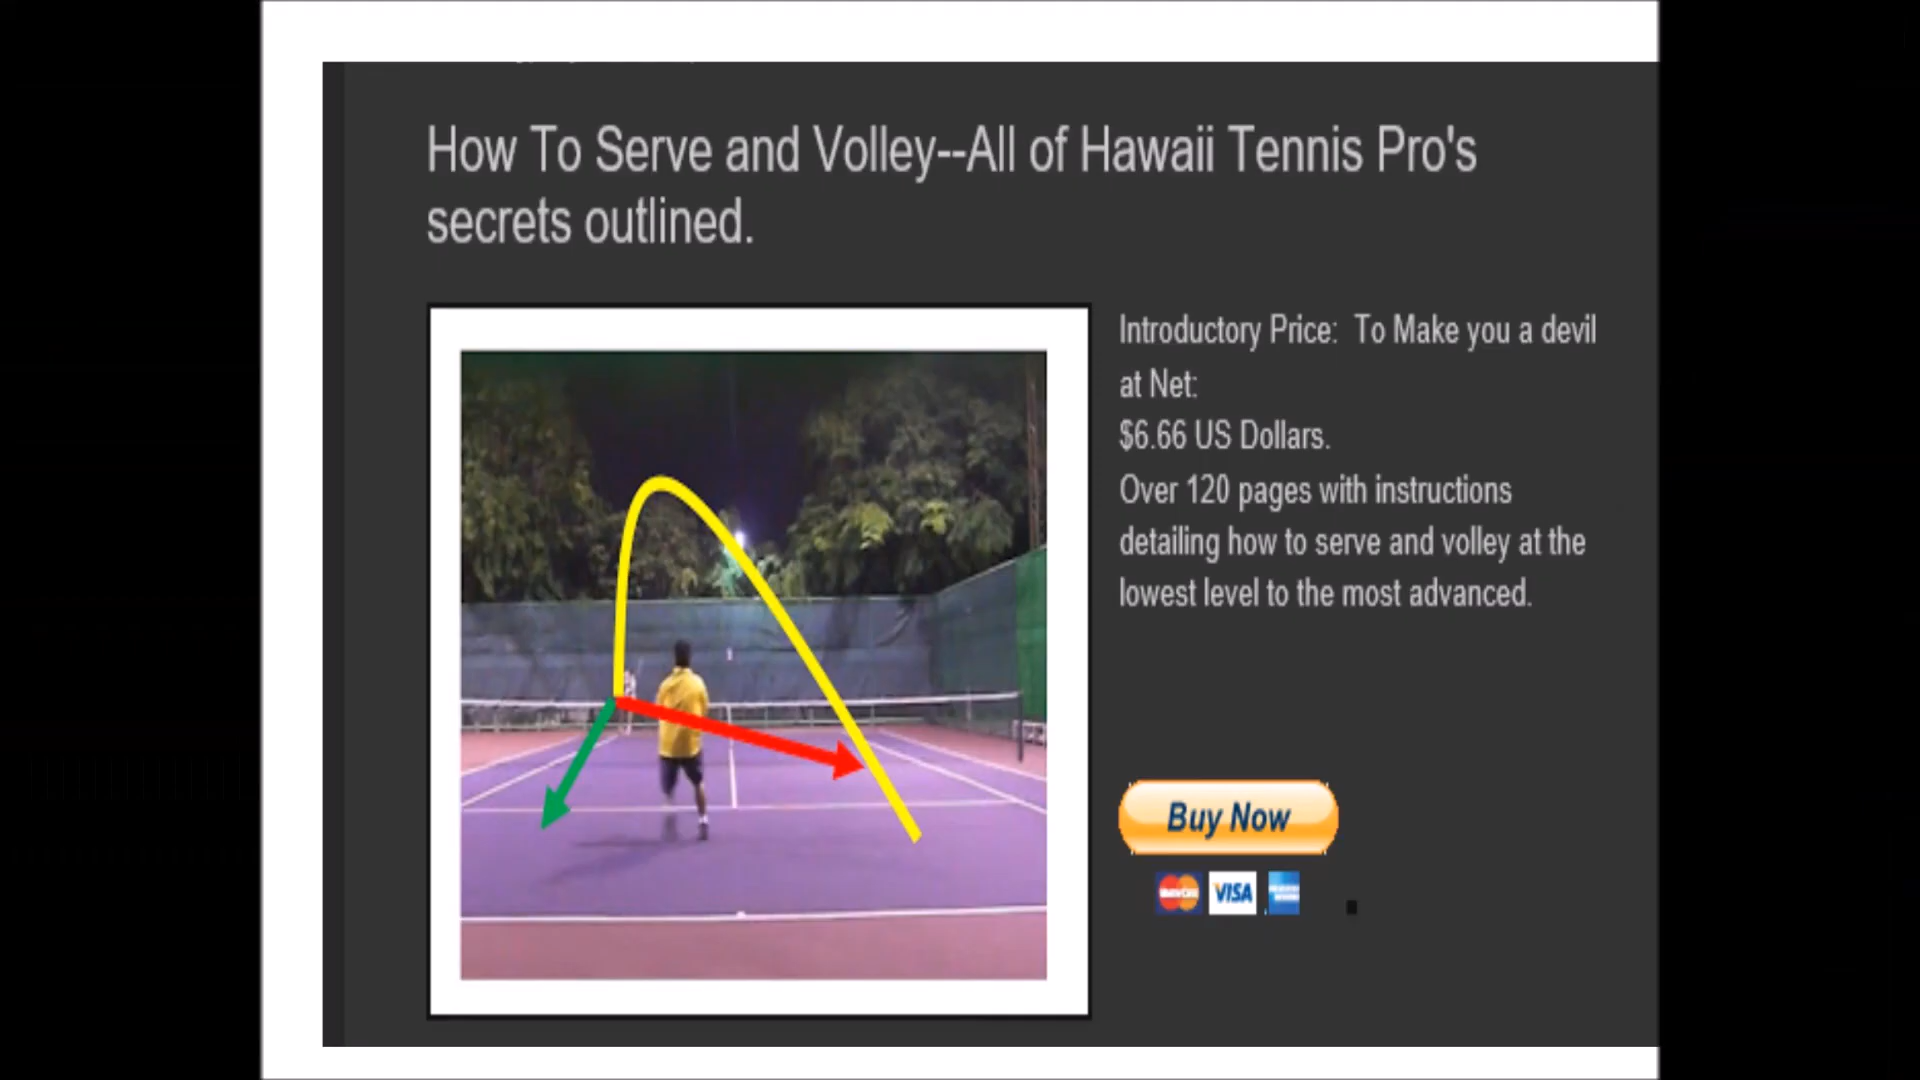 How To Serve and Volley--All of Hawaii Tennis Pro's
secrets outlined.
Introductory Price:  To Make you a devil
at Net:
$6.66 US Dollars.
Over 120 pages with instructions
detailing how to serve and volley at the
lowest level to the most advanced.
Buy Now
VISA